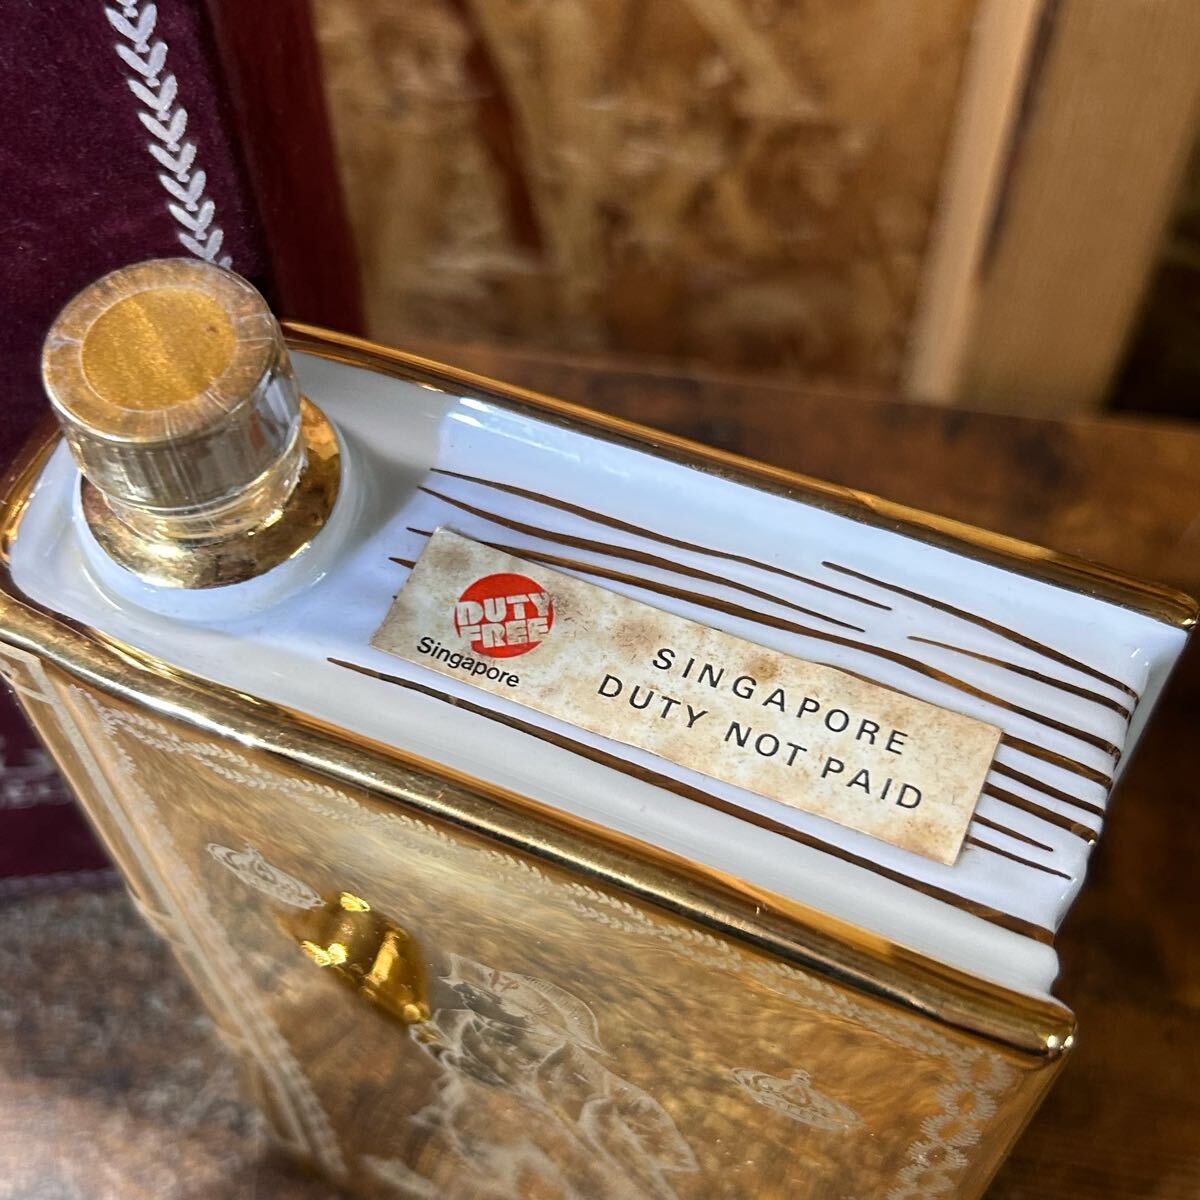 DUTY
FREE
Singapore
SINGAPORE
DUTY NOT PAID